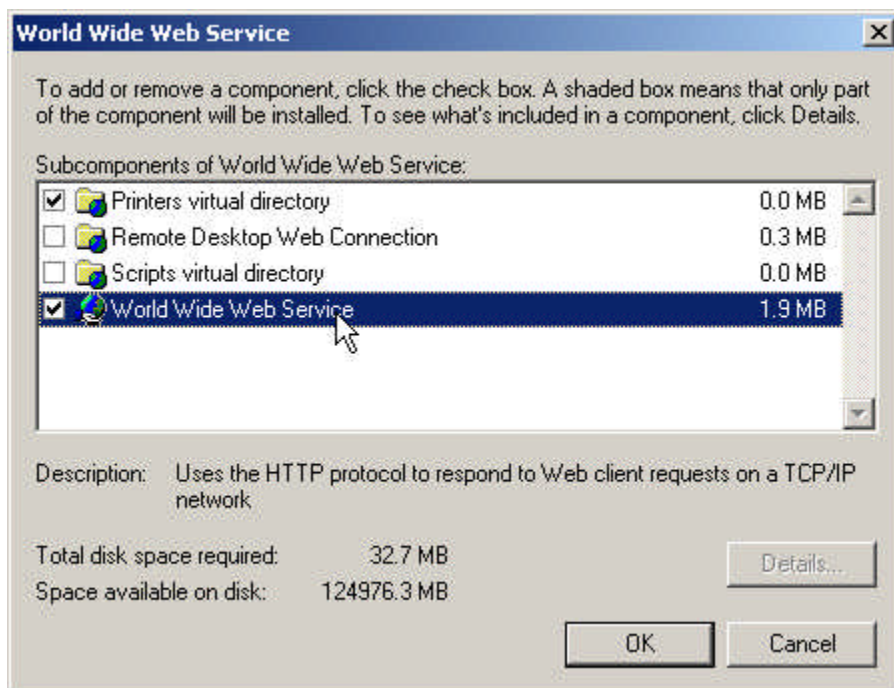 World Wide Web Service
To add or remove a component, click the check box. A shaded box means that only part
of the component will be installed. To see what's included in a component, click Details.
Subcomponents of World Wide Web Service:
Printers virtual directory 0.0 MB
Remote Desktop Web Connection 0.3 MB
Scripts virtual directory 0.0 MB
World Wide Web Service 1.9 MB
Description: Uses the HTTP protocol to respond to Web client requests on a TCP/IP
network
Total disk space required: 32.7 MB
Space available on disk: 124976.3 MB
Details...
OK Cancel